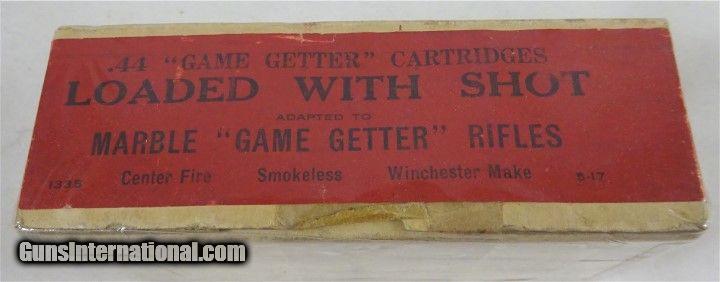 .44 "GAME GETTER" CARTRIDGES
LOADED WITH SHOT
ADAPTED TO
MARBLE "GAME GETTER" RIFLES
1335 Center Fire Smokeless Winchester Make 5-17
GunsInternational.com